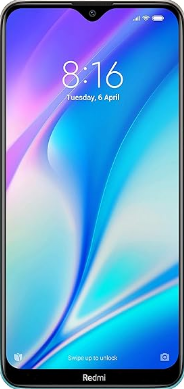 8:16
Tuesday, 6 April
Swipe up to unlock
Redmi